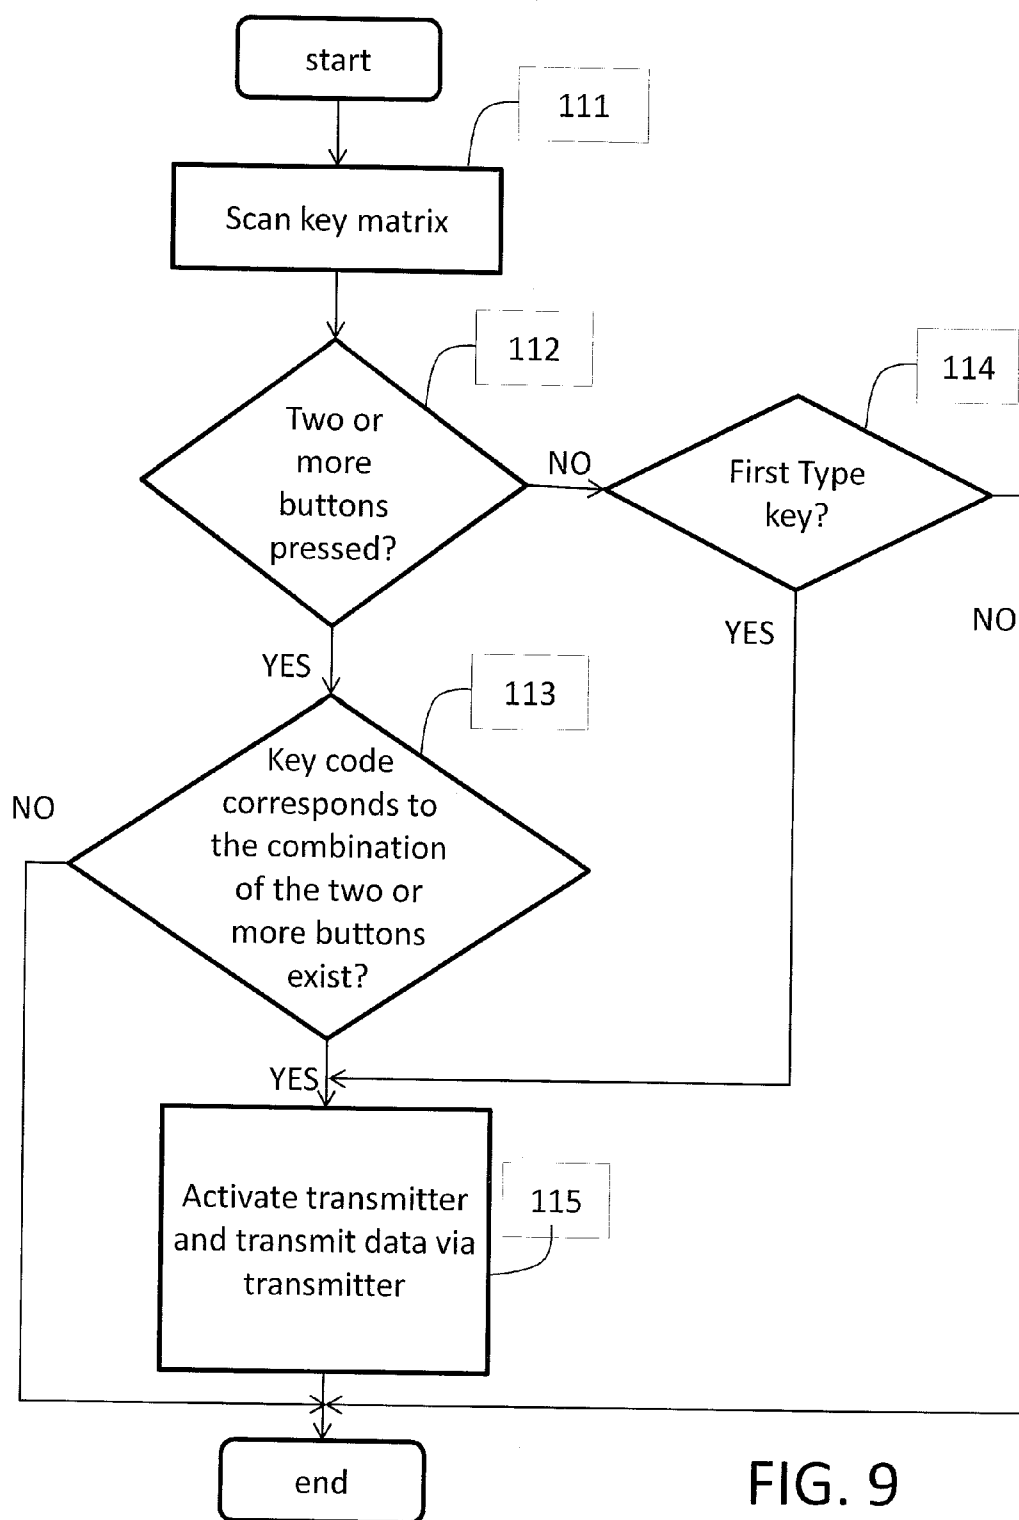 start
111
Scan key matrix
112
114
Two or
more
buttons
pressed?
NO
First Type
key?
YES
NO
YES
113
NO
Key code
corresponds to
the combination
of the two or
more buttons
exist?
YES
Activate transmitter
and transmit data via
transmitter
115
end
FIG. 9